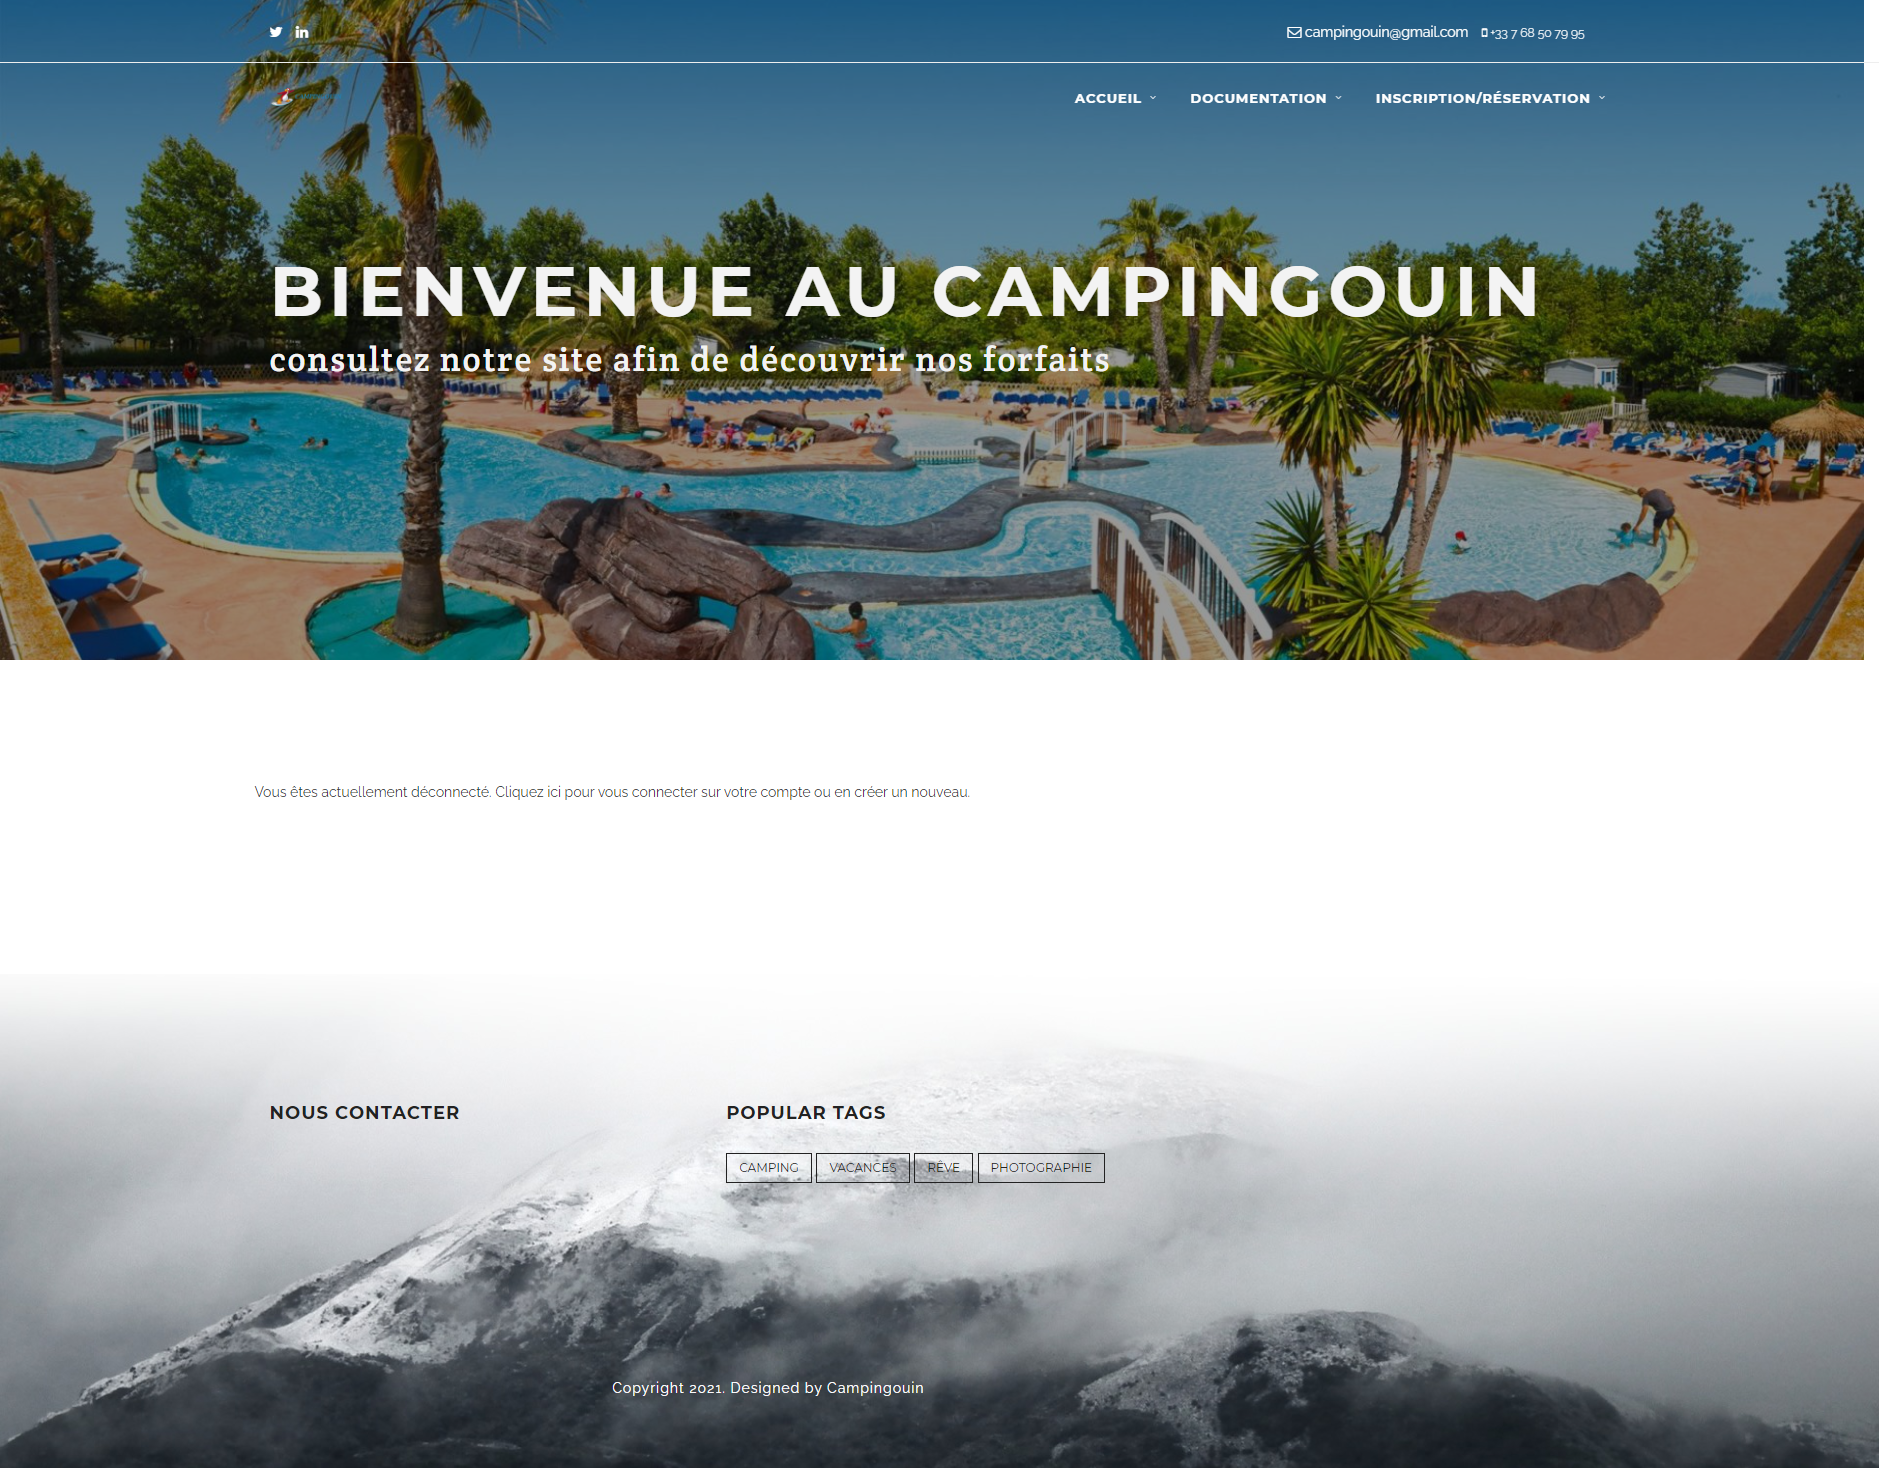 campingouin@gmail.com +33 7 68 50 79 95
ACCUEIL DOCUMENTATION INSCRIPTION/RÉSERVATION
BIENVENUE AU CAMPINGOUIN
consultez notre site afin de découvrir nos forfaits
Vous êtes actuellement déconnecté. Cliquez ici pour vous connecter sur votre compte ou en créer un nouveau.
NOUS CONTACTER
POPULAR TAGS
CAMPING VACANCES RÊVE PHOTOGRAPHIE
Copyright 2021. Designed by Campingouin